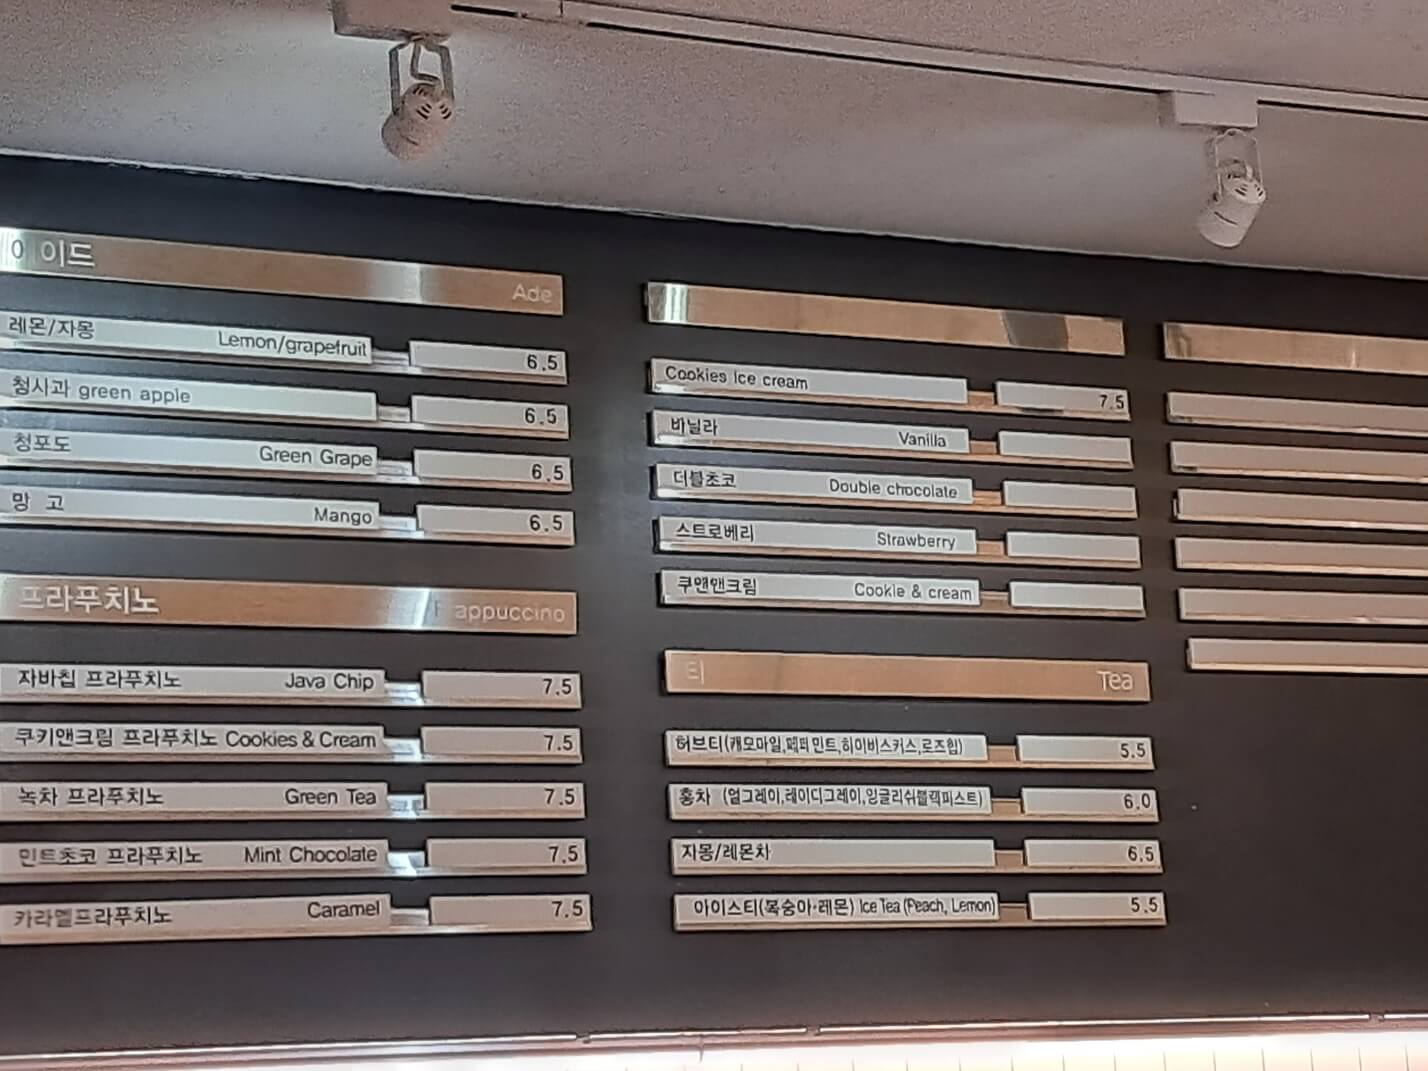 에이드 Ade
레몬/자몽 Lemon/grapefruit 6.5
청사과 green apple 6.5
청포도 Green Grape 6.5
망 고 Mango 6.5
프라푸치노 Frappuccino
자바칩 프라푸치노 Java Chip 7.5
쿠키앤크림 프라푸치노 Cookies & Cream 7.5
녹차 프라푸치노 Green Tea 7.5
민트초코 프라푸치노 Mint Chocolate 7.5
카라멜프라푸치노 Caramel 7.5
Cookies Ice cream 7.5
바닐라 Vanilla
더블초코 Double chocolate
스트로베리 Strawberry
쿠앤앤크림 Cookie & cream
티 Tea
허브티(캐모마일,페퍼민트,히이비스커스,로즈힙) 5.5
홍차 (얼그레이,레이디그레이,잉글리쉬블랙퍼스트) 6.0
자몽/레몬차 6.5
아이스티(복숭아·레몬) Ice Tea (Peach, Lemon) 5.5